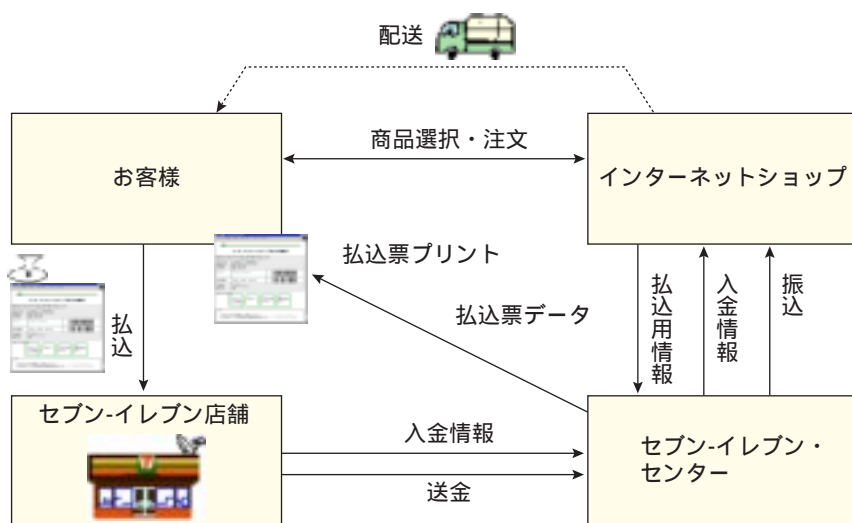 配送
商品選択・注文
お客様
インターネットショップ
払込票プリント
払込票データ
払込
払込用情報
入金情報
振込
セブン-イレブン店舗
入金情報
送金
セブン-イレブン・
センター
7